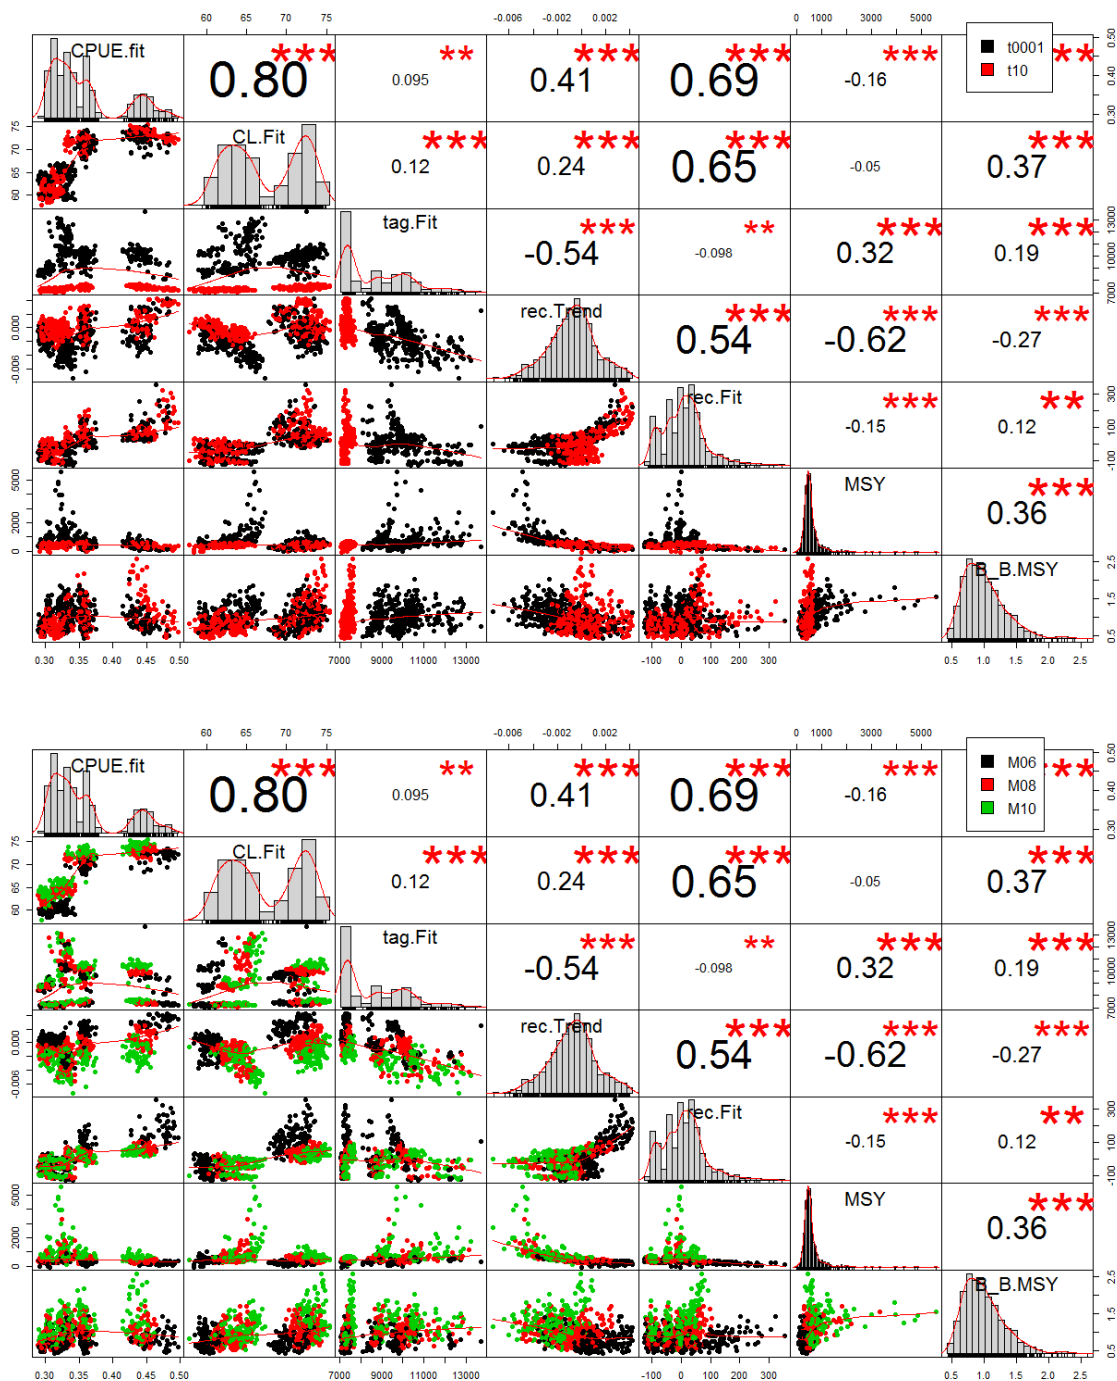 60 65 70 75 -0.006 -0.002 0.002 0 1000 3000 5000
CPUE.fit 0.80 *** 0.095 ** 0.41 *** 0.69 *** -0.16 *** t0001 ***
t10
0.30 0.40 0.50
60 65 70 75
CL.Fit 0.12 *** 0.24 *** 0.65 *** -0.05 0.37 ***
tag.Fit -0.54 *** -0.098 ** 0.32 *** 0.19 ***
7000 10000 13000
-0.006 0.000
rec.Trend 0.54 *** -0.62 *** -0.27 ***
rec.Fit -0.15 *** 0.12 **
-100 100 300
0 2000 5000
MSY 0.36 ***
B_B.MSY
0.5 1.5 2.5
0.30 0.35 0.40 0.45 0.50 7000 9000 11000 13000 -100 0 100 200 300 0.5 1.0 1.5 2.0 2.5
60 65 70 75 -0.006 -0.002 0.002 0 1000 3000 5000
CPUE.fit 0.80 *** 0.095 ** 0.41 *** 0.69 *** -0.16 *** M06 ***
M08
M10
0.30 0.40 0.50
60 65 70 75
CL.Fit 0.12 *** 0.24 *** 0.65 *** -0.05 0.37 ***
tag.Fit -0.54 *** -0.098 ** 0.32 *** 0.19 ***
7000 10000 13000
-0.006 0.000
rec.Trend 0.54 *** -0.62 *** -0.27 ***
rec.Fit -0.15 *** 0.12 **
-100 100 300
0 2000 5000
MSY 0.36 ***
B_B.MSY
0.5 1.5 2.5
0.30 0.35 0.40 0.45 0.50 7000 9000 11000 13000 -100 0 100 200 300 0.5 1.0 1.5 2.0 2.5